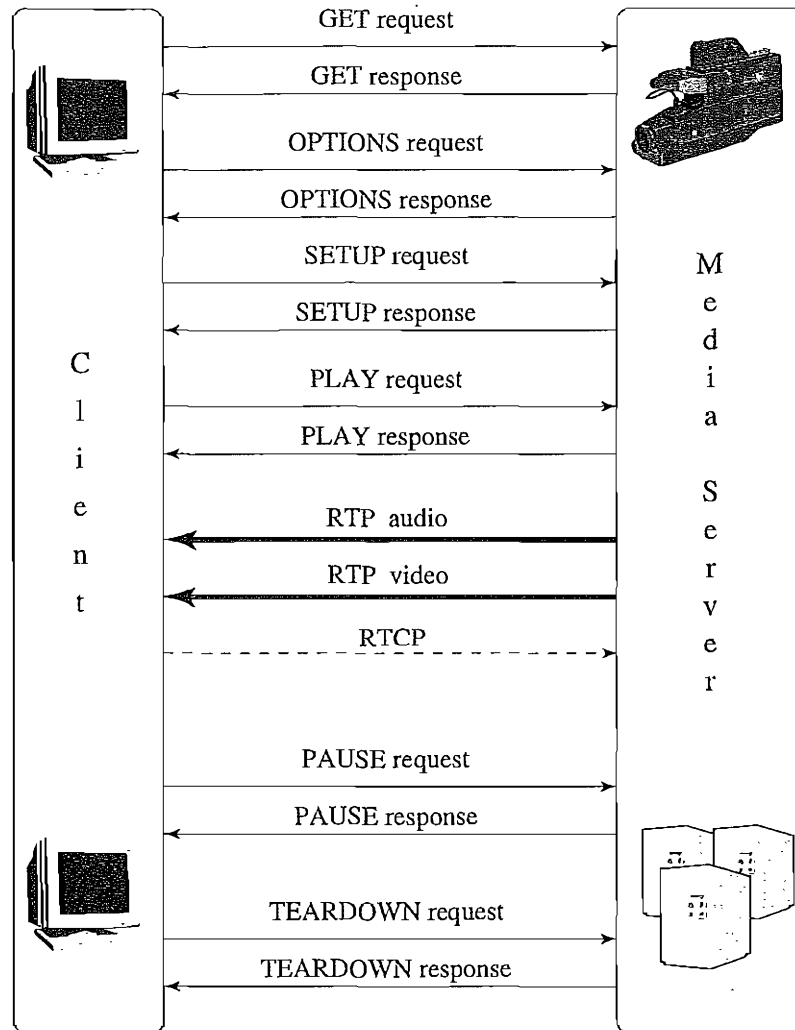 GET request
GET response
OPTIONS request
OPTIONS response
SETUP request
SETUP response
PLAY request
PLAY response
RTP audio
RTP video
RTCP
PAUSE request
PAUSE response
TEARDOWN request
TEARDOWN response
Client
Media Server